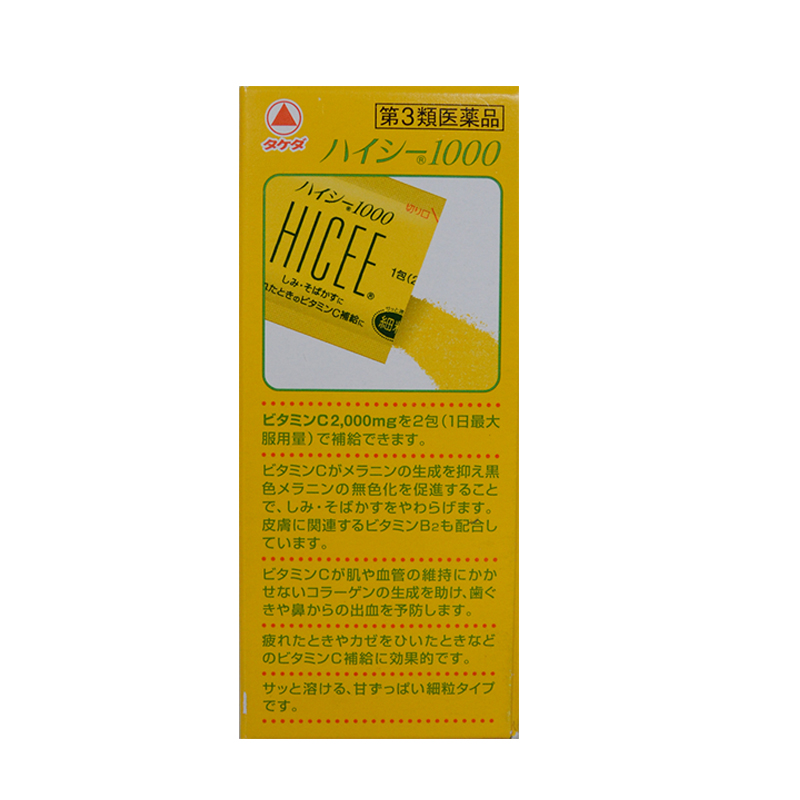 第3類医薬品
タケダ
ハイシー®1000
ハイシー®1000
切り口
HICEE®
1包(2
しみ・そばかすに
れたときのビタミンC補給に
細粒
ビタミンC2,000mgを2包(1日最大
服用量)で補給できます。
ビタミンCがメラニンの生成を抑え黒
色メラニンの無色化を促進すること
で、しみ・そばかすをやわらげます。
皮膚に関連するビタミンB2も配合し
ています。
ビタミンCが肌や血管の維持にかか
せないコラーゲンの生成を助け、歯ぐ
きや鼻からの出血を予防します。
疲れたときやカゼをひいたときなど
のビタミンC補給に効果的です。
サッと溶ける、甘ずっぱい細粒タイプ
です。